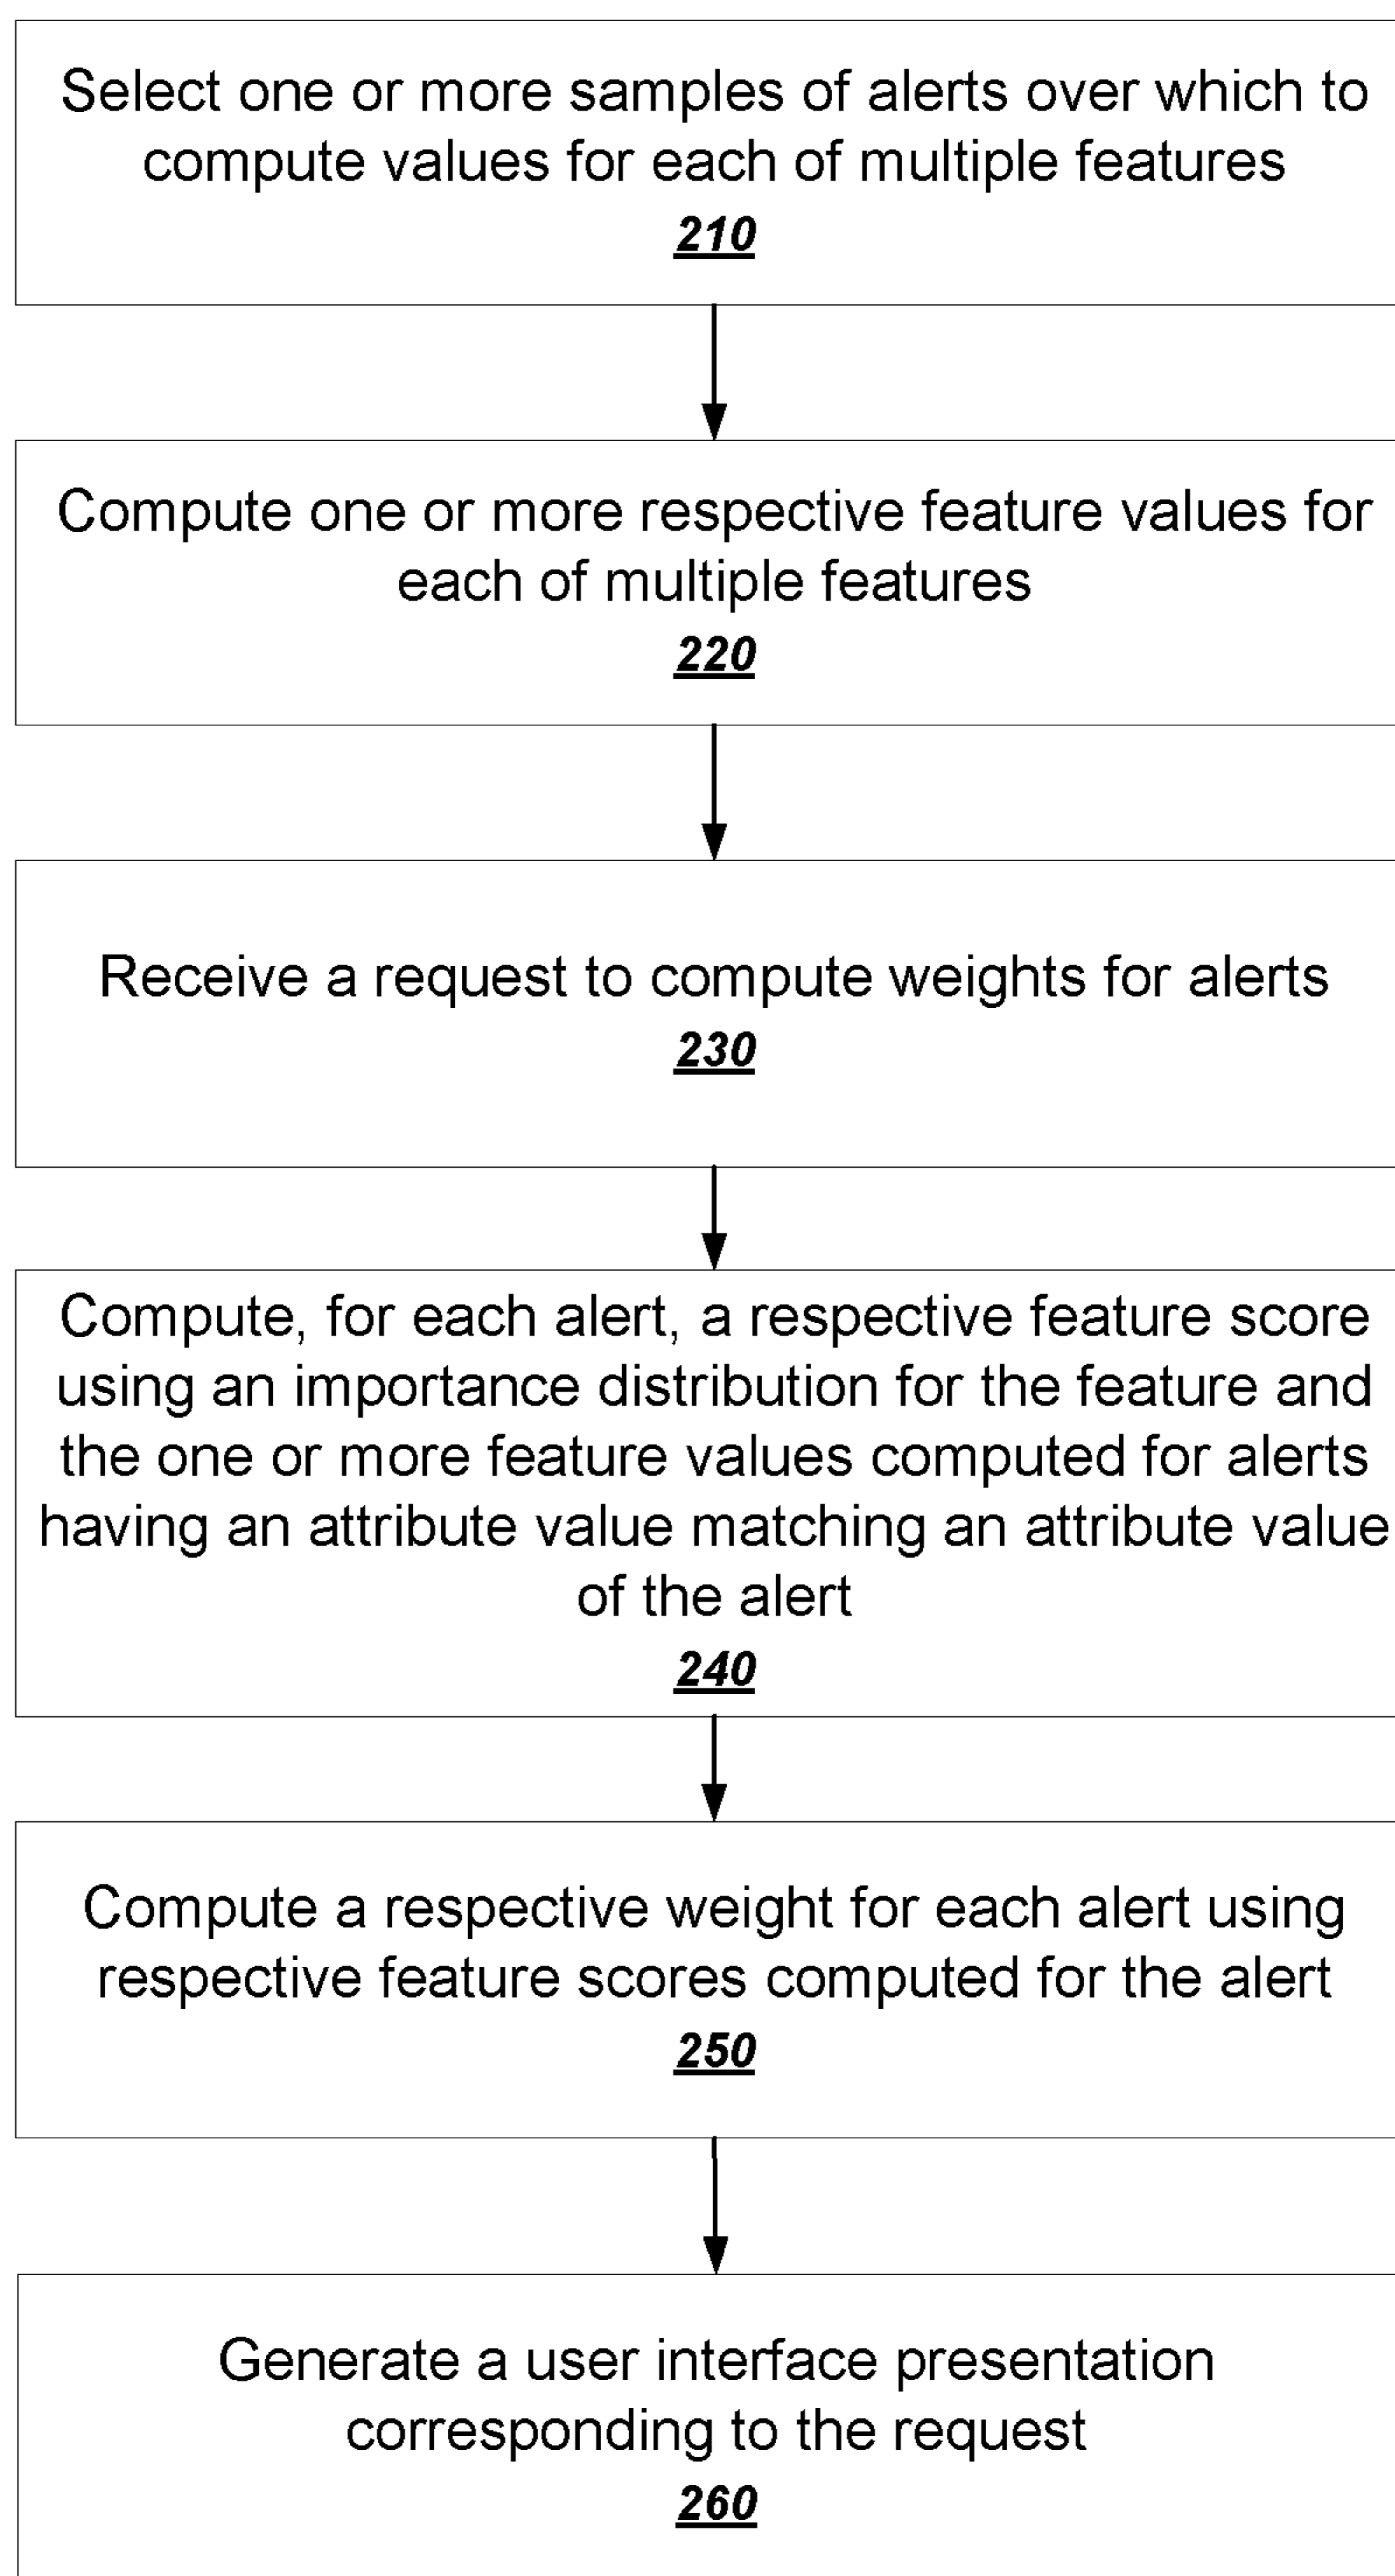 Select one or more samples of alerts over which to
compute values for each of multiple features
210
Compute one or more respective feature values for
each of multiple features
220
Receive a request to compute weights for alerts
230
Compute, for each alert, a respective feature score
using an importance distribution for the feature and
the one or more feature values computed for alerts
having an attribute value matching an attribute value
of the alert
240
Compute a respective weight for each alert using
respective feature scores computed for the alert
250
Generate a user interface presentation
corresponding to the request
260